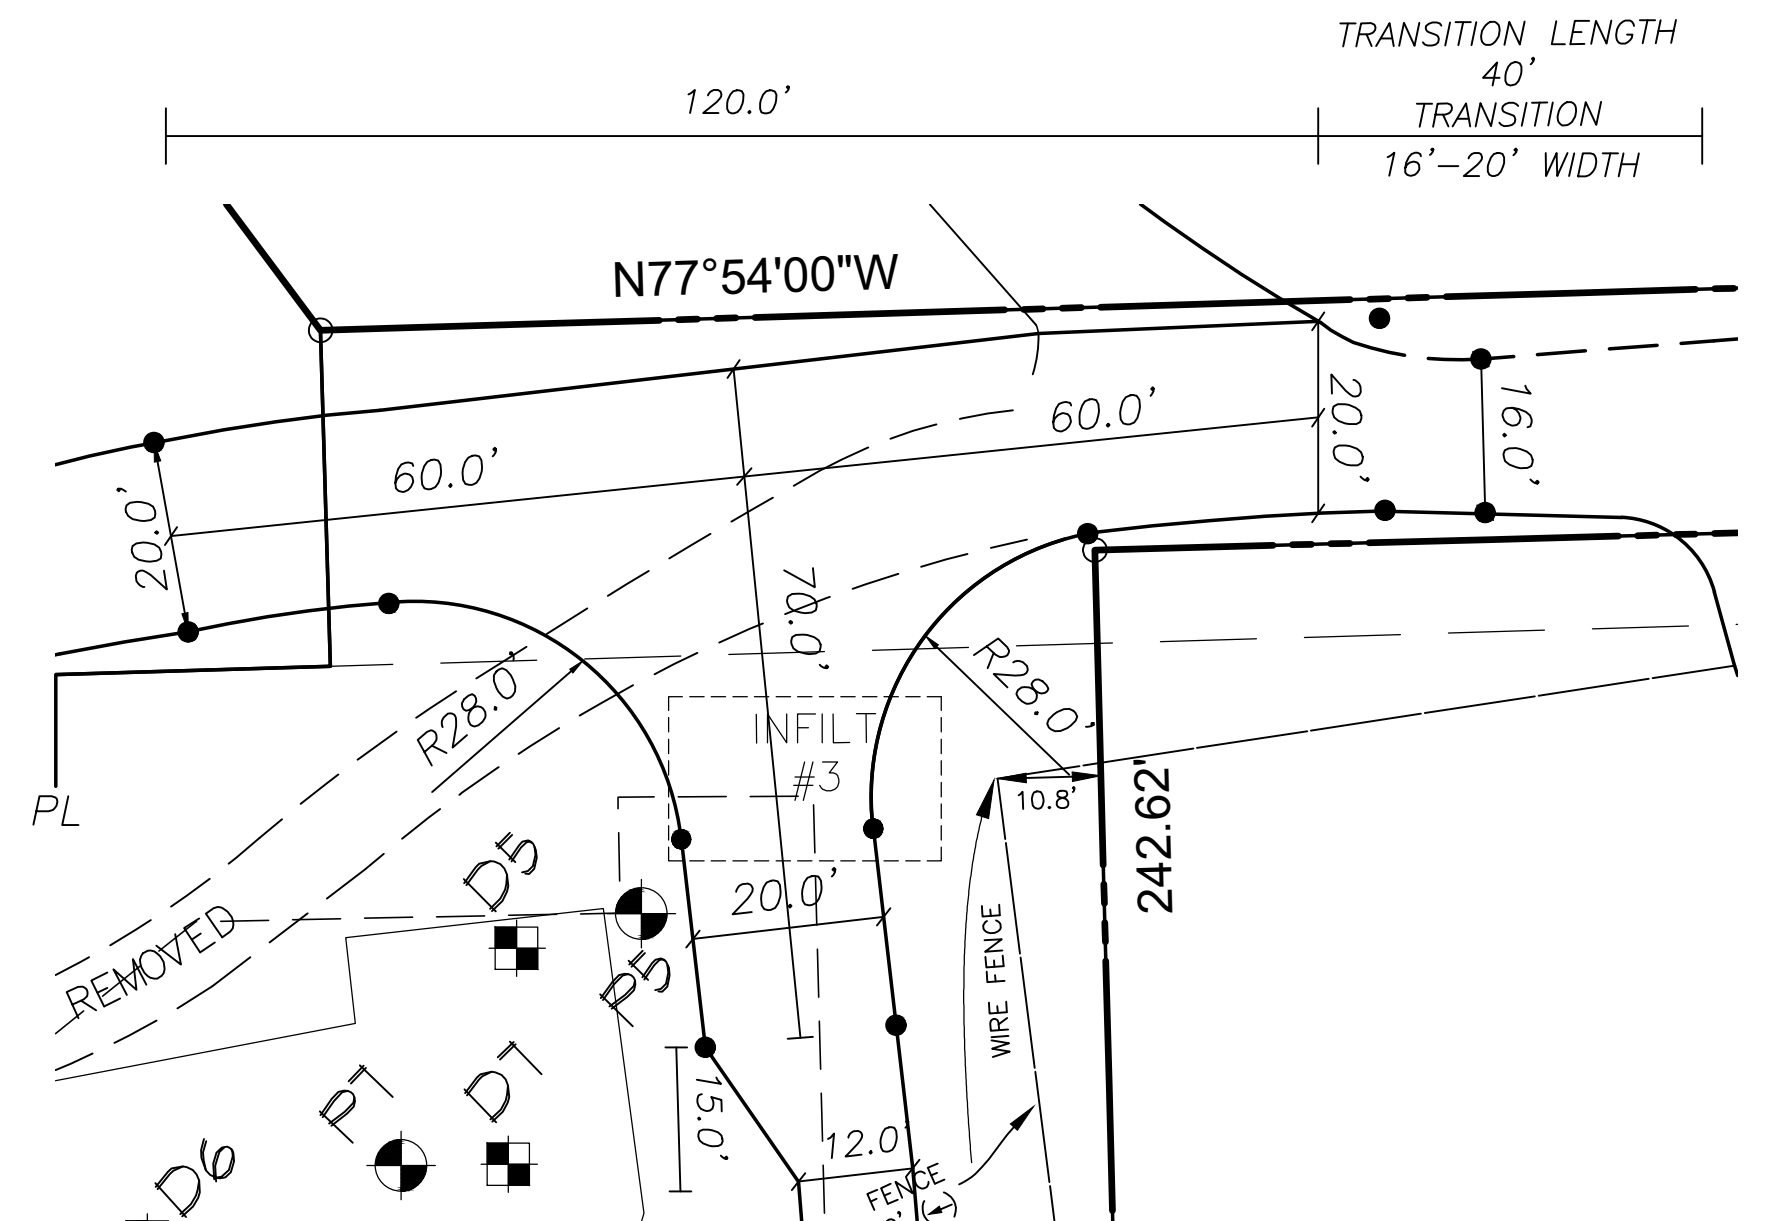 TRANSITION LENGTH
40'
120.0'
TRANSITION
16'-20' WIDTH
N77°54'00"W
60.0'
20.0'
16.0'
60.0'
20.0'
70.0'
R28.0'
R28.0'
INFILT
#3
10.8'
242.62'
PL
D5
20.0'
REMOVED
P5
WIRE FENCE
P7
D7
15.0'
12.0'
D6
FENCE